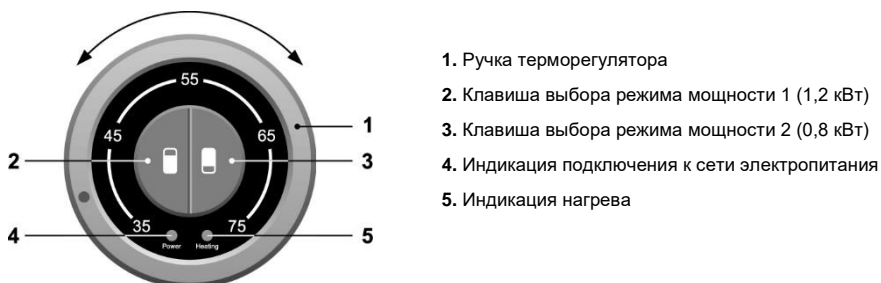 55
45
65
35
75
Power
Heating
1
2
3
4
5
1. Ручка терморегулятора
2. Клавиша выбора режима мощности 1 (1,2 кВт)
3. Клавиша выбора режима мощности 2 (0,8 кВт)
4. Индикация подключения к сети электропитания
5. Индикация нагрева